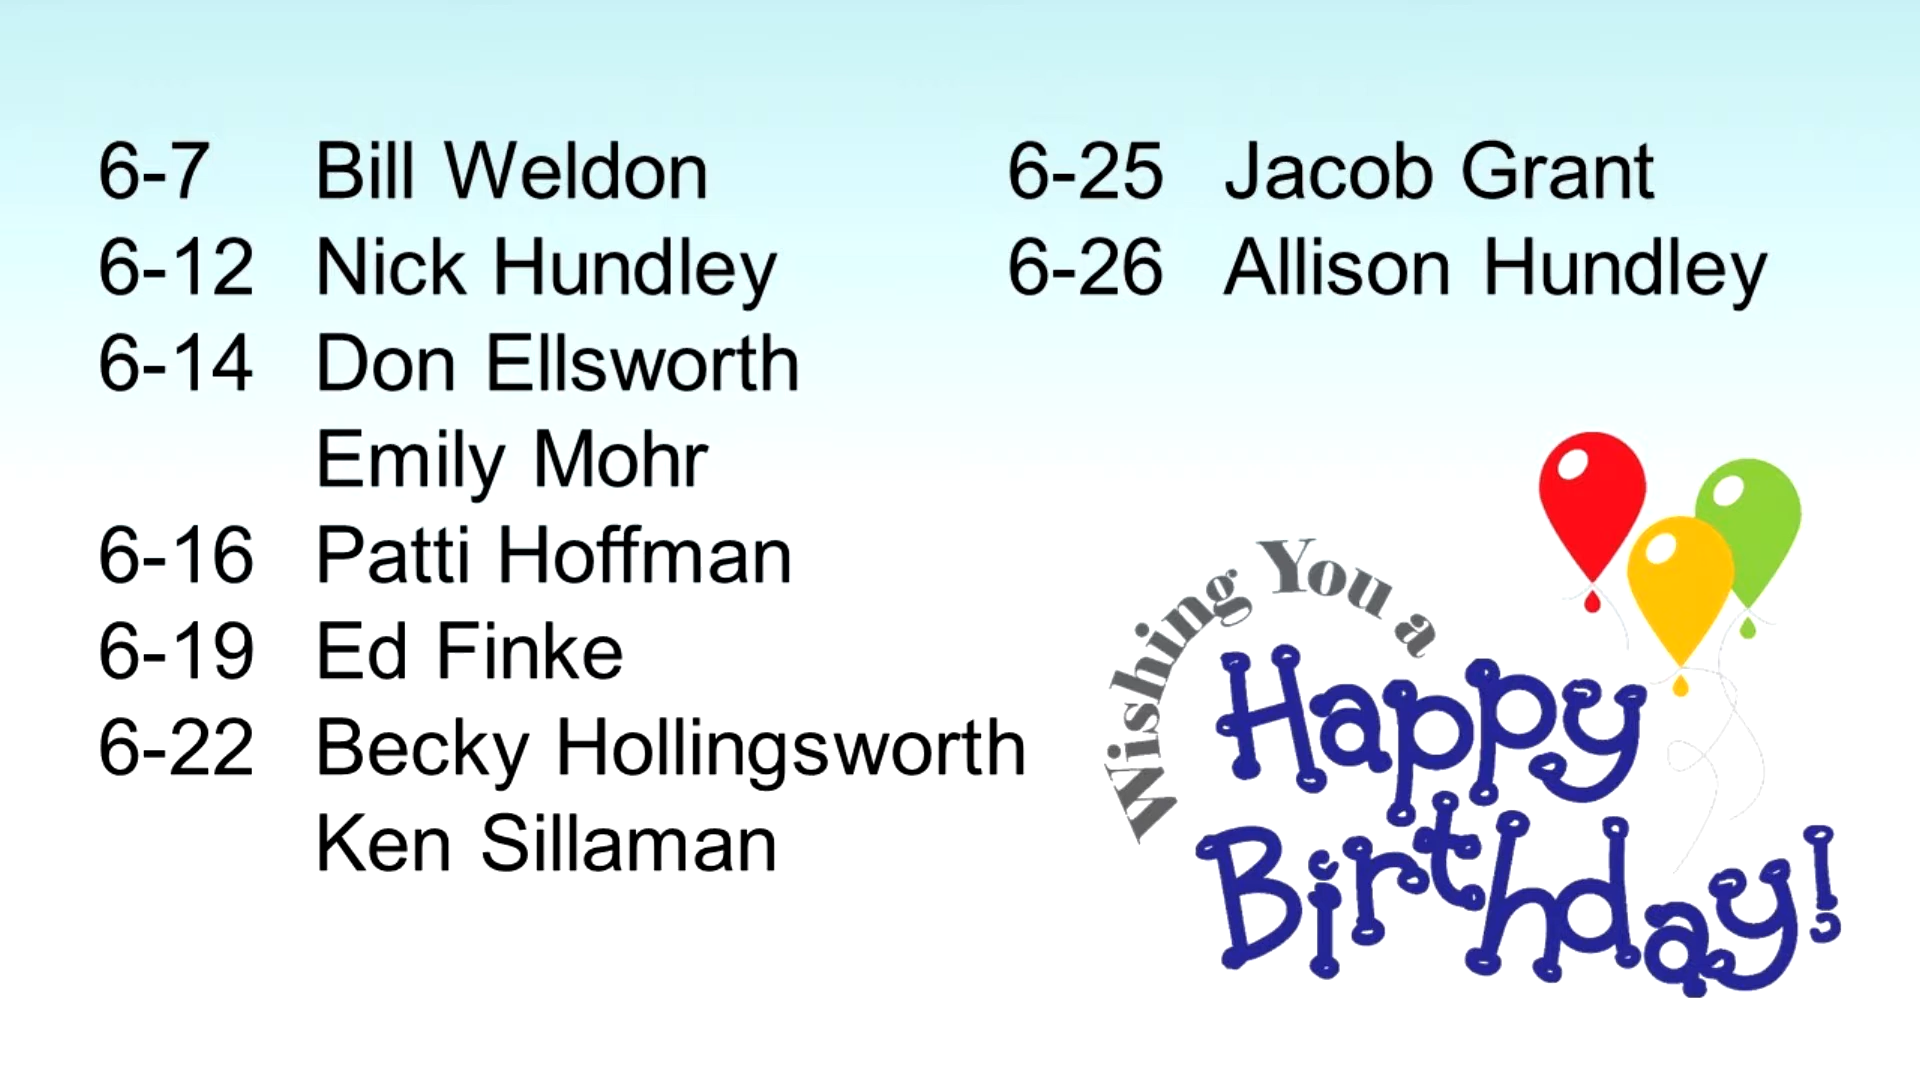 6-7 Bill Weldon
6-12 Nick Hundley
6-14 Don Ellsworth
Emily Mohr
6-16 Patti Hoffman
6-19 Ed Finke
6-22 Becky Hollingsworth
Ken Sillaman
6-25 Jacob Grant
6-26 Allison Hundley
Wishing You a
Happy
Birthday!